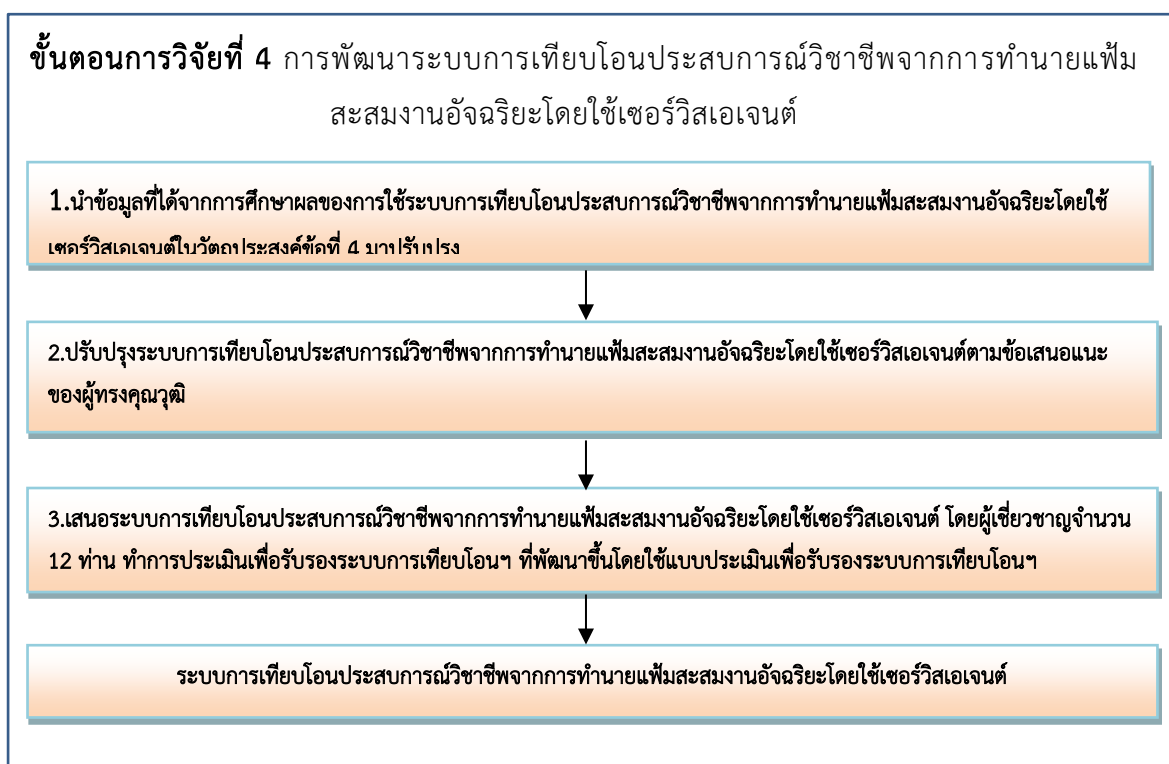 ขั้นตอนการวิจัยที่ 4 การพัฒนาระบบการเทียบโอนประสบการณ์วิชาชีพจากการทำนายแฟ้ม
สะสมงานอัจฉริยะโดยใช้เซอร์วิสเอเจนต์
1.นำข้อมูลที่ได้จากการศึกษาผลของการใช้ระบบการเทียบโอนประสบการณ์วิชาชีพจากการทำนายแฟ้มสะสมงานอัจฉริยะโดยใช้
เซอร์วิสเอเจนต์ในวัตถุประสงค์ข้อที่ 4 มาปรับปรุง
2.ปรับปรุงระบบการเทียบโอนประสบการณ์วิชาชีพจากการทำนายแฟ้มสะสมงานอัจฉริยะโดยใช้เซอร์วิสเอเจนต์ตามข้อเสนอแนะ
ของผู้ทรงคุณวุฒิ
3.เสนอระบบการเทียบโอนประสบการณ์วิชาชีพจากการทำนายแฟ้มสะสมงานอัจฉริยะโดยใช้เซอร์วิสเอเจนต์ โดยผู้เชี่ยวชาญจำนวน
12 ท่าน ทำการประเมินเพื่อรับรองระบบการเทียบโอนฯ ที่พัฒนาขึ้นโดยใช้แบบประเมินเพื่อรับรองระบบการเทียบโอนฯ
ระบบการเทียบโอนประสบการณ์วิชาชีพจากการทำนายแฟ้มสะสมงานอัจฉริยะโดยใช้เซอร์วิสเอเจนต์